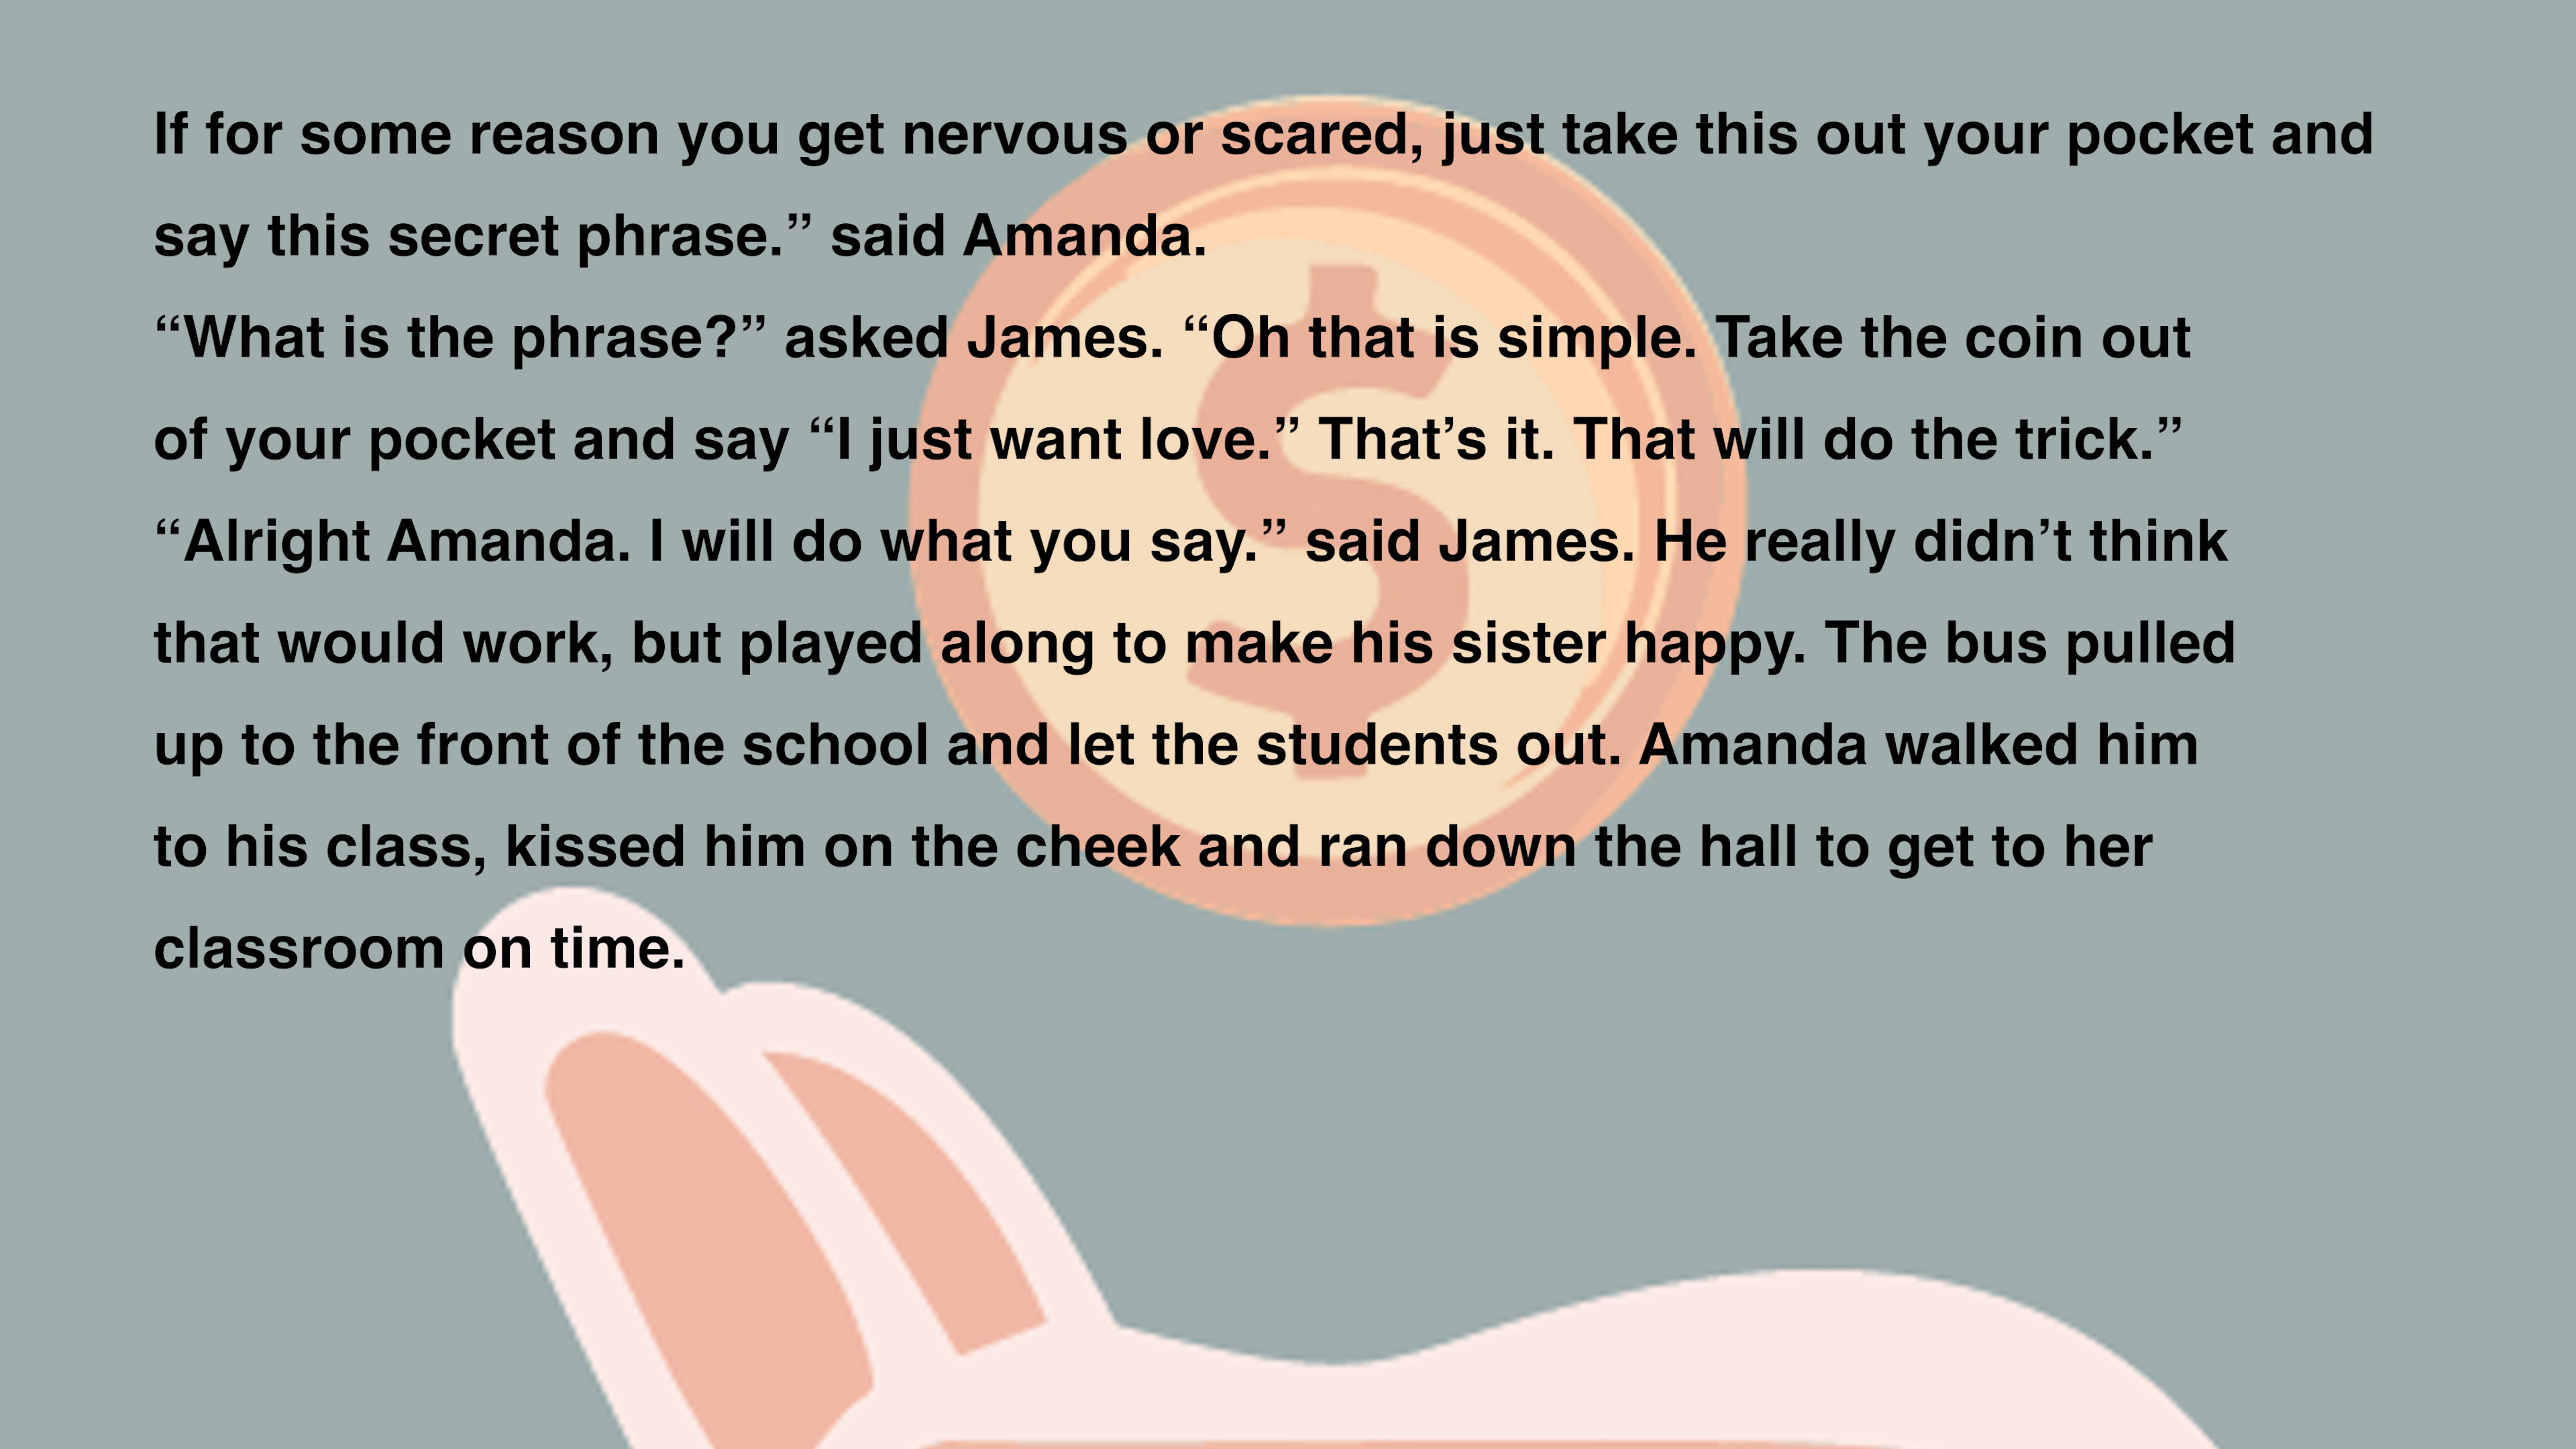 If for some reason you get nervous or scared, just take this out your pocket and
say this secret phrase.” said Amanda.
“What is the phrase?” asked James. “Oh that is simple. Take the coin out
of your pocket and say “I just want love.” That’s it. That will do the trick.”
“Alright Amanda. I will do what you say.” said James. He really didn’t think
that would work, but played along to make his sister happy. The bus pulled
up to the front of the school and let the students out. Amanda walked him
to his class, kissed him on the cheek and ran down the hall to get to her
classroom on time.